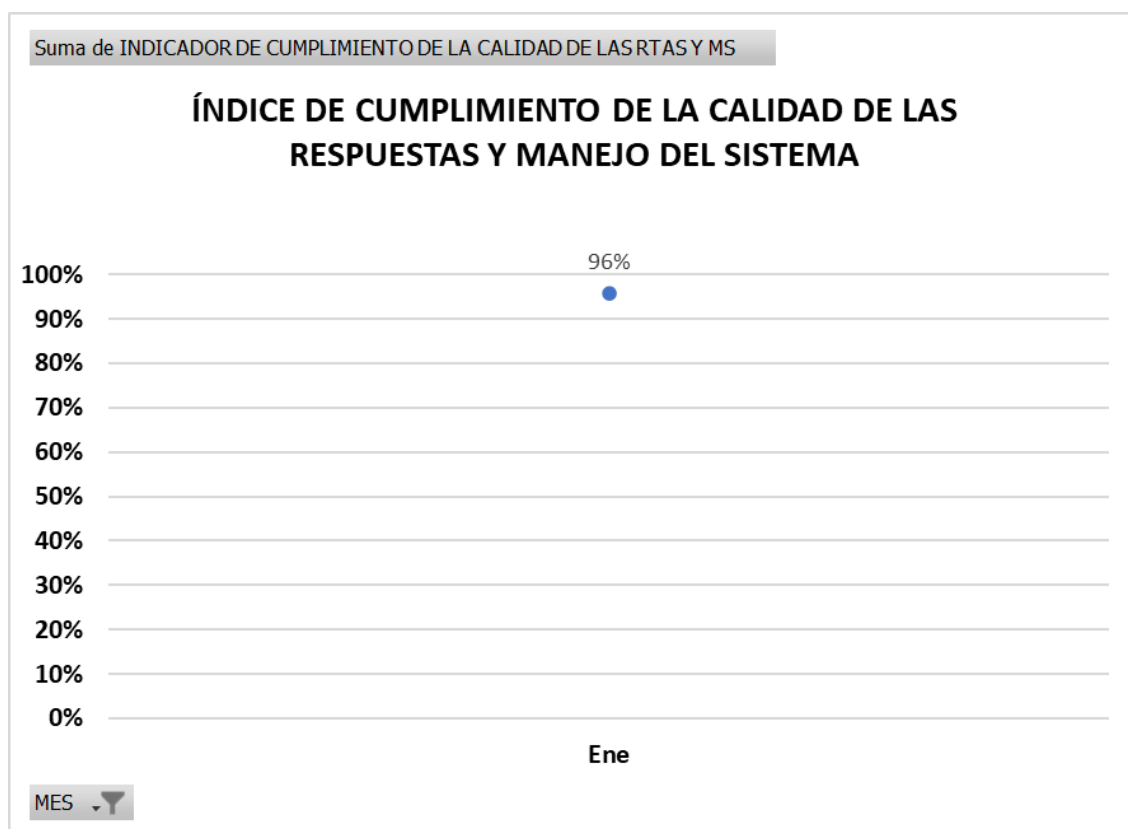 Suma de INDICADOR DE CUMPLIMIENTO DE LA CALIDAD DE LAS RTAS Y MS
ÍNDICE DE CUMPLIMIENTO DE LA CALIDAD DE LAS
RESPUESTAS Y MANEJO DEL SISTEMA
96%
100%
90%
80%
70%
60%
50%
40%
30%
20%
10%
0%
Ene
MES